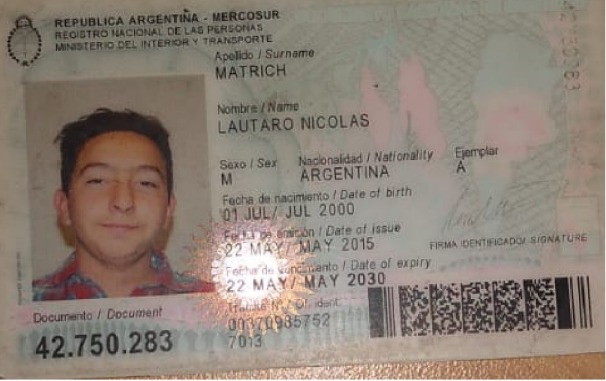 REPUBLICA ARGENTINA - MERCOSUR
REGISTRO NACIONAL DE LAS PERSONAS
MINISTERIO DEL INTERIOR Y TRANSPORTE
Apellido / Surname
MATRICH
Nombre / Name
LAUTARO NICOLAS
Sexo / Sex Nacionalidad / Nationality Ejemplar
M ARGENTINA A
Fecha de nacimiento / Date of birth
01 JUL/ JUL 2000
Fecha de emisión / Date of issue
22 MAY/ MAY 2015
FIRMA IDENTIFICADO/ SIGNATURE
Fecha de vencimiento / Date of expiry
22 MAY/ MAY 2030
Trámite Nº / Of. ident.
00370985752
7013
Documento / Document
42.750.283